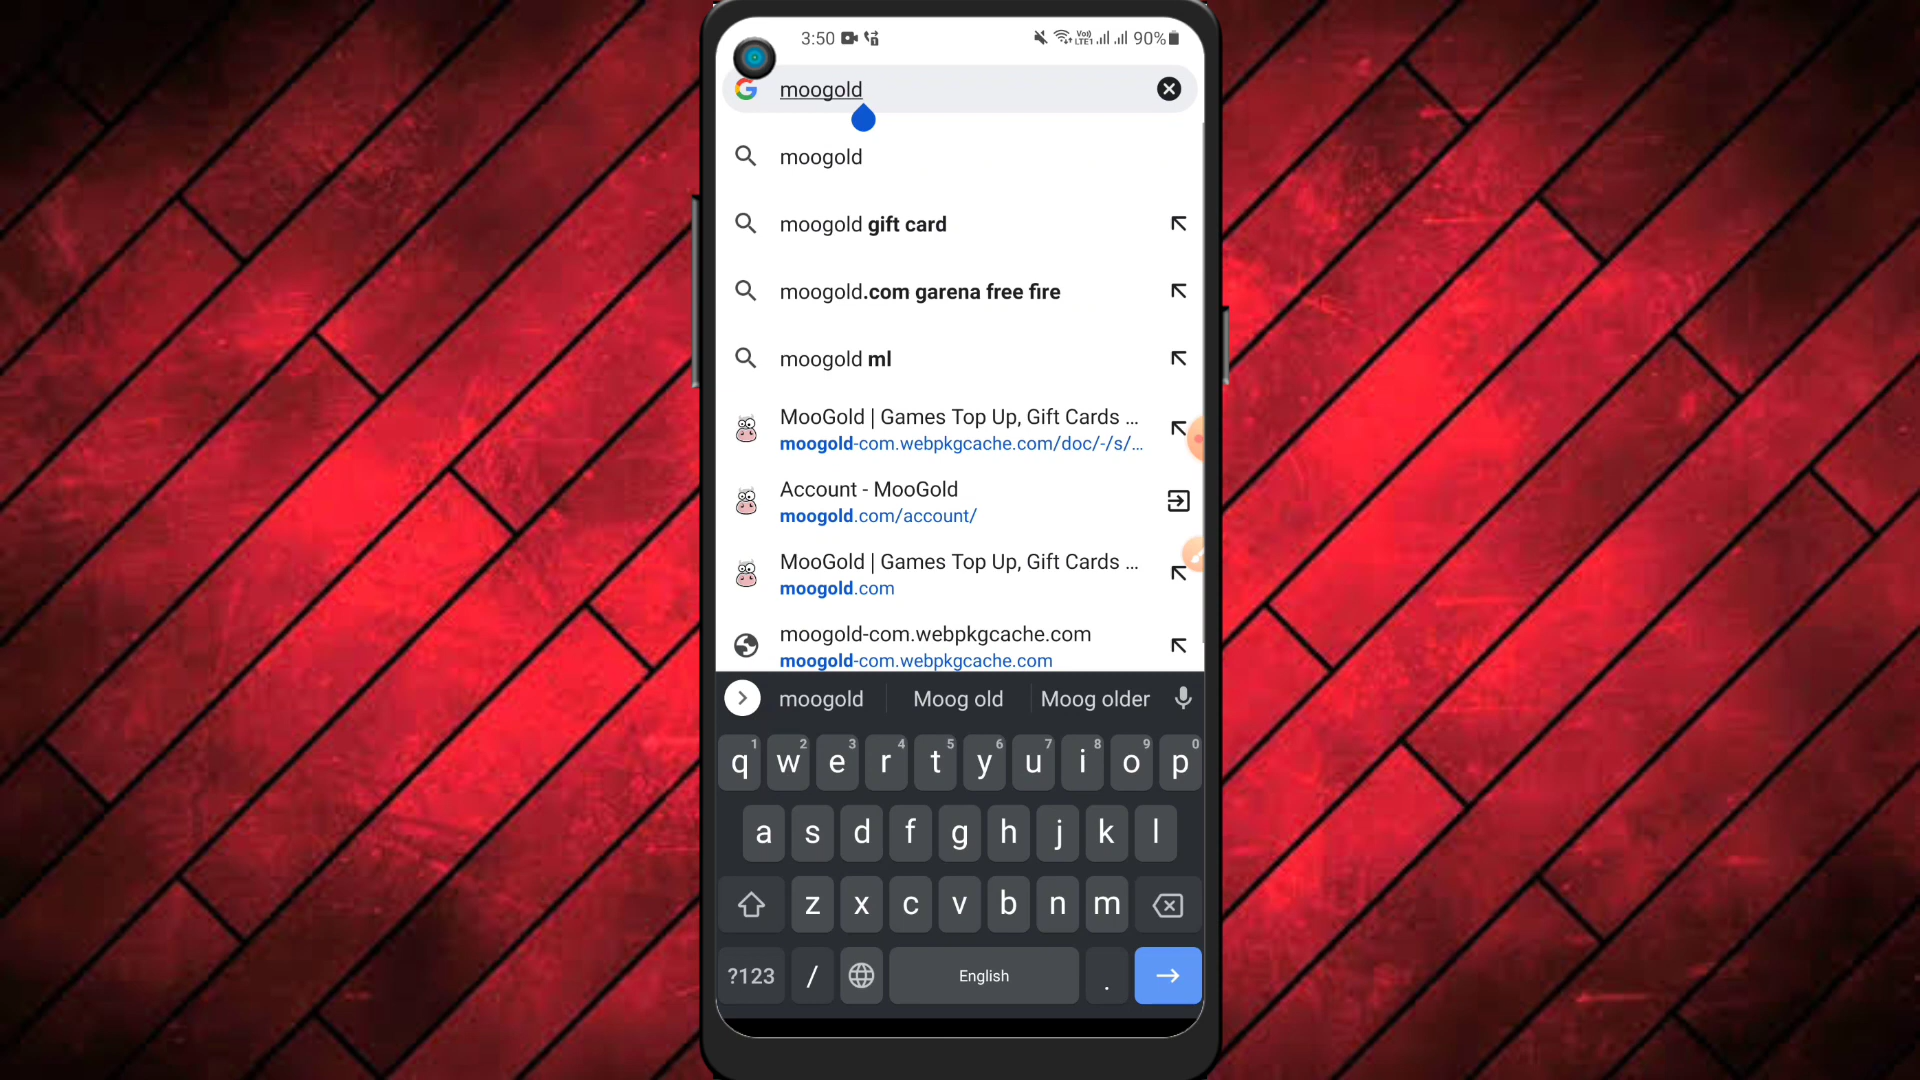 3:50 Vo) LTE1 90%
moogold
moogold
moogold gift card
moogold.com garena free fire
moogold ml
MooGold | Games Top Up, Gift Cards ...
moogold-com.webpkgcache.com/doc/-/s/...
Account - MooGold
moogold.com/account/
MooGold | Games Top Up, Gift Cards ...
moogold.com
moogold-com.webpkgcache.com
moogold-com.webpkgcache.com
moogold Moog old Moog older
1 2 3 4 5 6 7 8 9 0
q w e r t y u i o p
a s d f g h j k l
z x c v b n m
?123 / English .